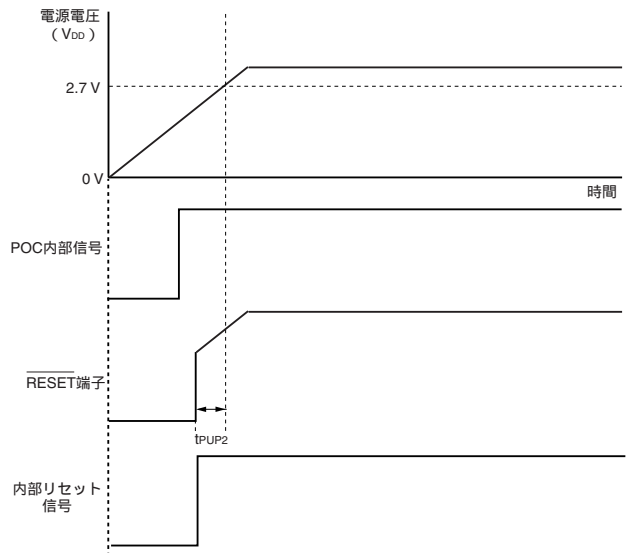 電源電圧
（VDD）
2.7 V
0 V
時間
POC内部信号
RESET端子
tPUP2
内部リセット
信号